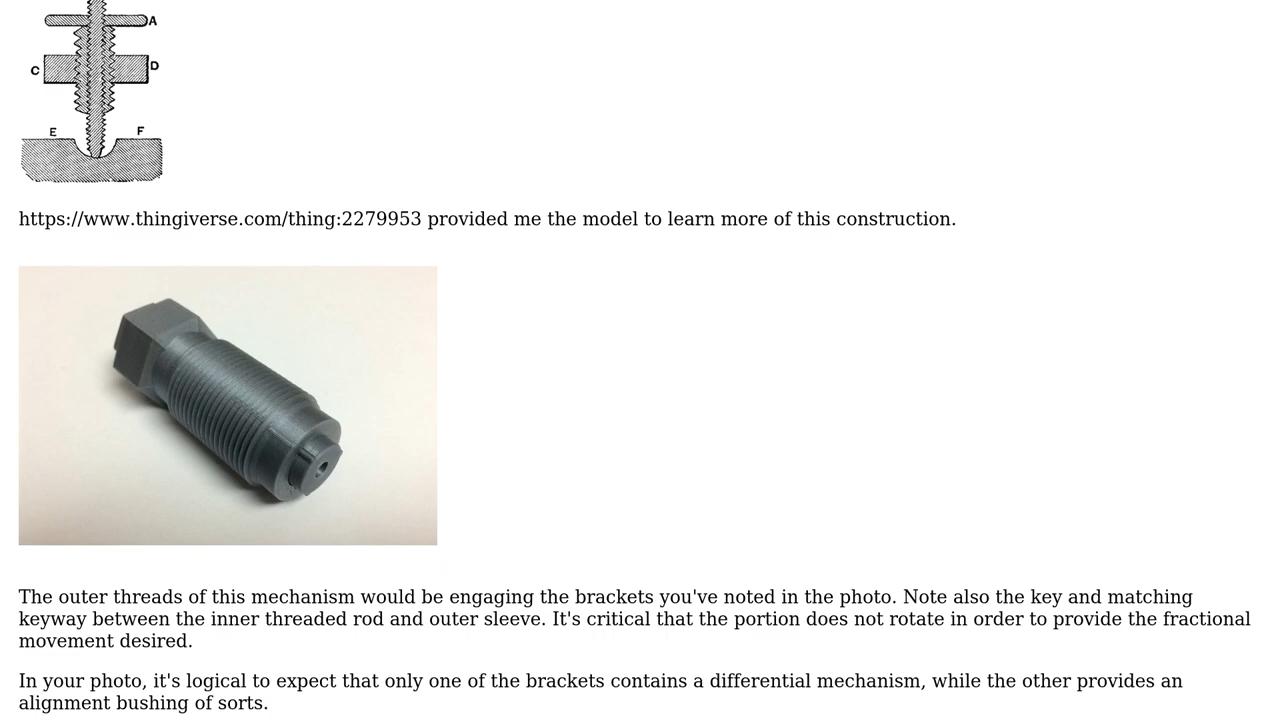 A
C
D
E
F
https://www.thingiverse.com/thing:2279953 provided me the model to learn more of this construction.
The outer threads of this mechanism would be engaging the brackets you've noted in the photo. Note also the key and matching
keyway between the inner threaded rod and outer sleeve. It's critical that the portion does not rotate in order to provide the fractional
movement desired.
In your photo, it's logical to expect that only one of the brackets contains a differential mechanism, while the other provides an
alignment bushing of sorts.